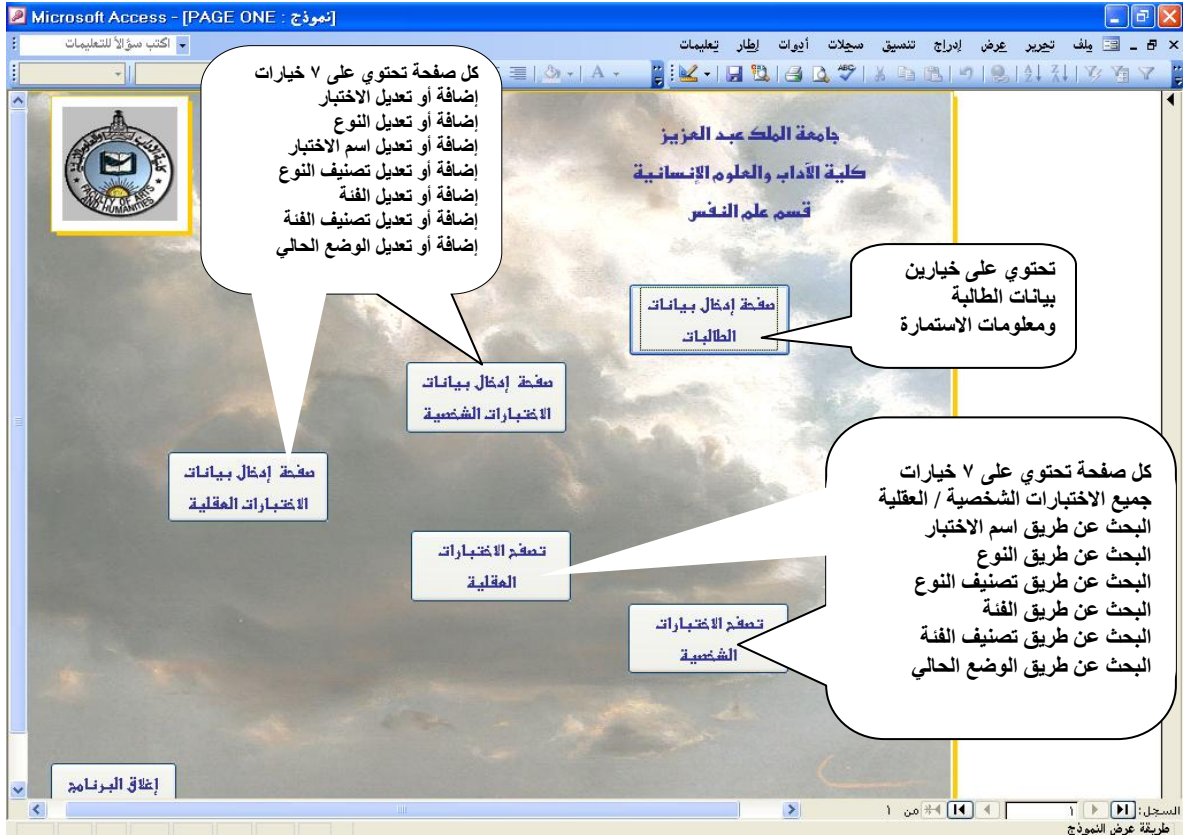 Microsoft Access - [PAGE ONE : نموذج]
ملف تحرير عرض إدراج تنسيق سجلات أدوات إطار تعليمات
اكتب سؤالاً للتعليمات
جامعة الملك عبد العزيز
كلية الآداب والعلوم الإنسانية
قسم علم النفس
FACULTY OF ARTS
AND HUMANITIES
كل صفحة تحتوي على ٧ خيارات
إضافة أو تعديل الاختبار
إضافة أو تعديل النوع
إضافة أو تعديل اسم الاختبار
إضافة أو تعديل تصنيف النوع
إضافة أو تعديل الفئة
إضافة أو تعديل تصنيف الفئة
إضافة أو تعديل الوضع الحالي
تحتوي على خيارين
بيانات الطالبة
ومعلومات الاستمارة
صفحة إدخال بيانات
الطالبات
صفحة إدخال بيانات
الاختبارات الشخصية
صفحة إدخال بيانات
الاختبارات العقلية
كل صفحة تحتوي على ٧ خيارات
جميع الاختبارات الشخصية / العقلية
البحث عن طريق اسم الاختبار
البحث عن طريق النوع
البحث عن طريق تصنيف النوع
البحث عن طريق الفئة
البحث عن طريق تصنيف الفئة
البحث عن طريق الوضع الحالي
تصفح الاختبارات
العقلية
تصفح الاختبارات
الشخصية
إغلاق البرنامج
السجل: ١ من ١
طريقة عرض النموذج